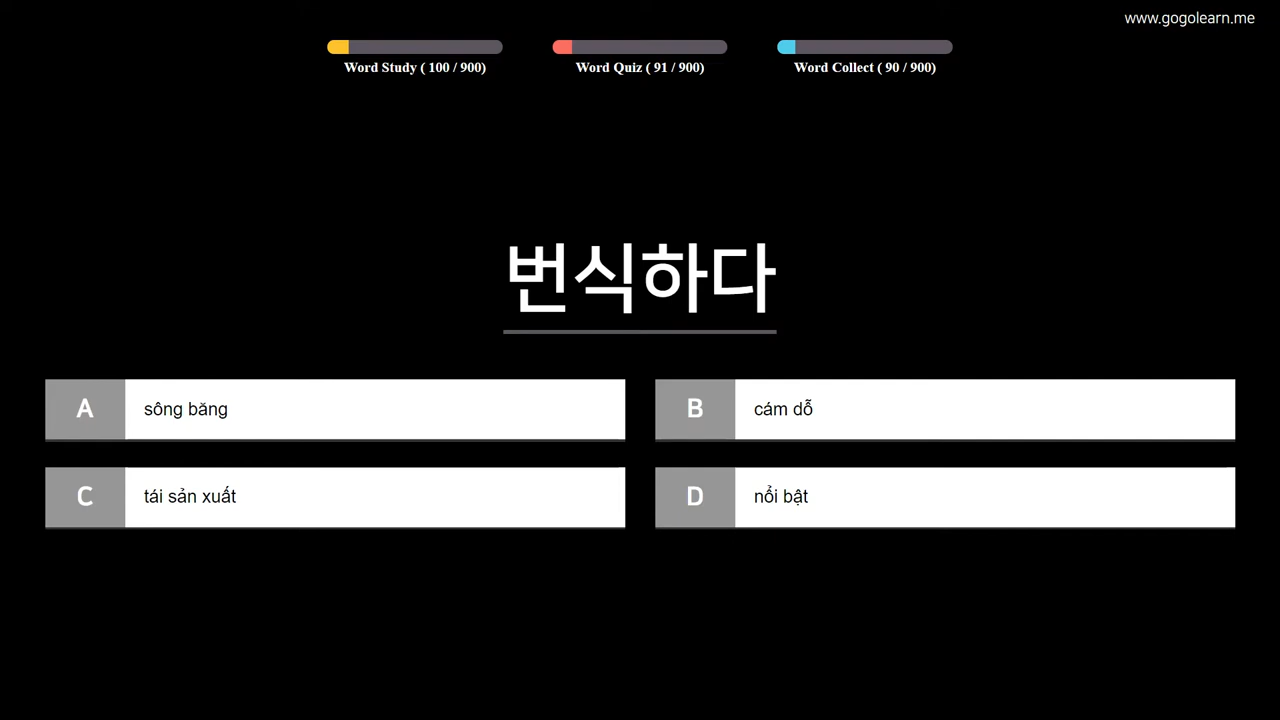 www.gogolearn.me
Word Study ( 100 / 900)
Word Quiz ( 91 / 900)
Word Collect ( 90 / 900)
번식하다
A sông băng
B cám dỗ
C tái sản xuất
D nổi bật